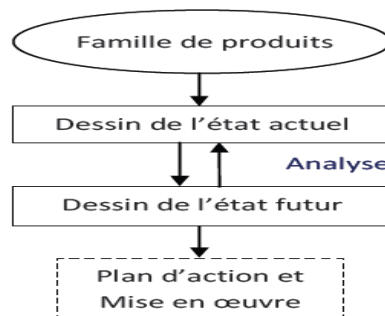 Famille de produits
Dessin de l'état actuel
Analyse
Dessin de l'état futur
Plan d'action et
Mise en œuvre